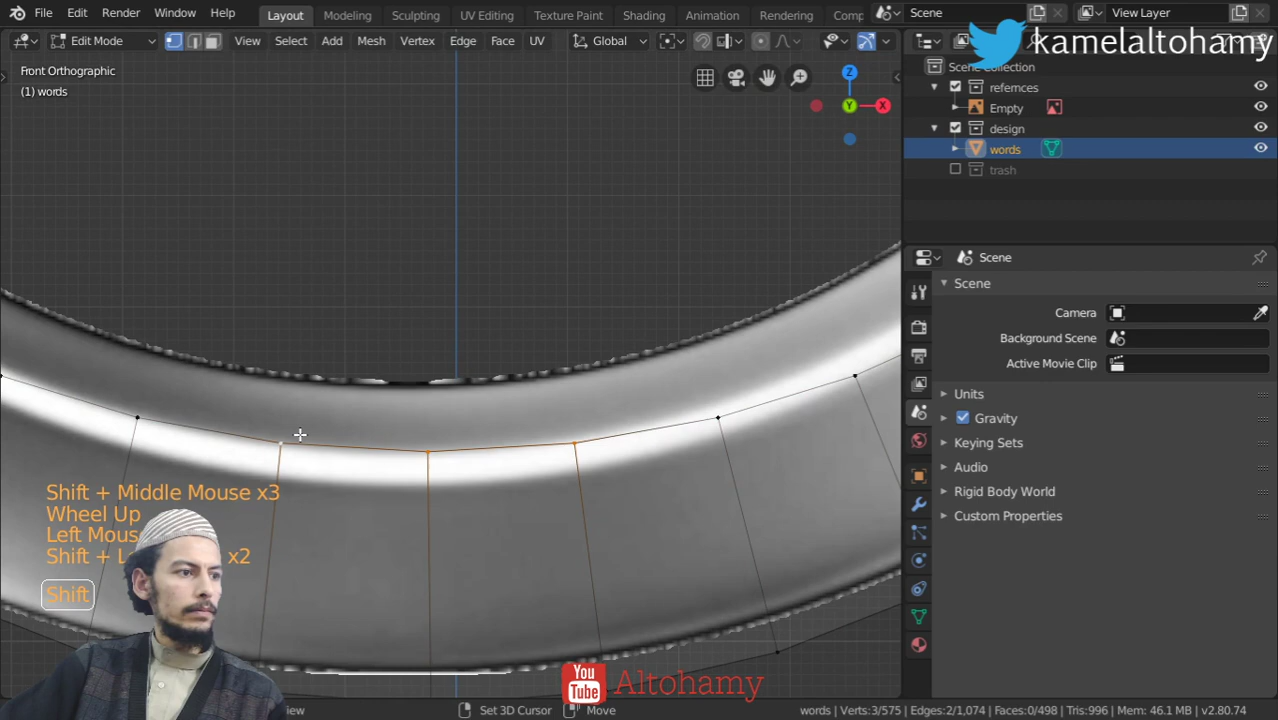 File Edit Render Window Help Layout Modeling Sculpting UV Editing Texture Paint Shading Animation Rendering Comp Scene View Layer
kamelaltohamy
Edit Mode View Select Add Mesh Vertex Edge Face UV Global
Front Orthographic
(1) words
Z
Y X
Scene Collection
refemces
Empty
design
words
trash
Scene
Scene
Camera
Background Scene
Active Movie Clip
Units
Gravity
Keying Sets
Audio
Rigid Body World
Custom Properties
Shift + Middle Mouse x3
Wheel Up
Left Mous
Shift + L x2
Shift
You Tube Altohamy
iew Set 3D Cursor Move words | Verts:3/575 | Edges:2/1,074 | Faces:0/498 | Tris:996 | Mem: 46.1 MB | v2.80.74